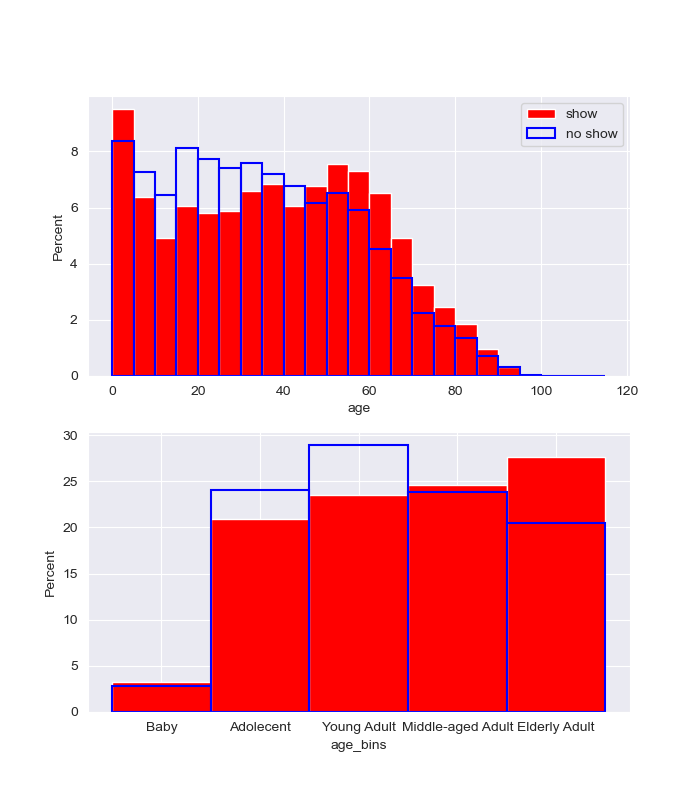 show
no show
8
6
4
2
0
Percent
0 20 40 60 80 100 120
age
30
25
20
15
10
5
0
Percent
Baby Adolecent Young Adult Middle-aged Adult Elderly Adult
age_bins